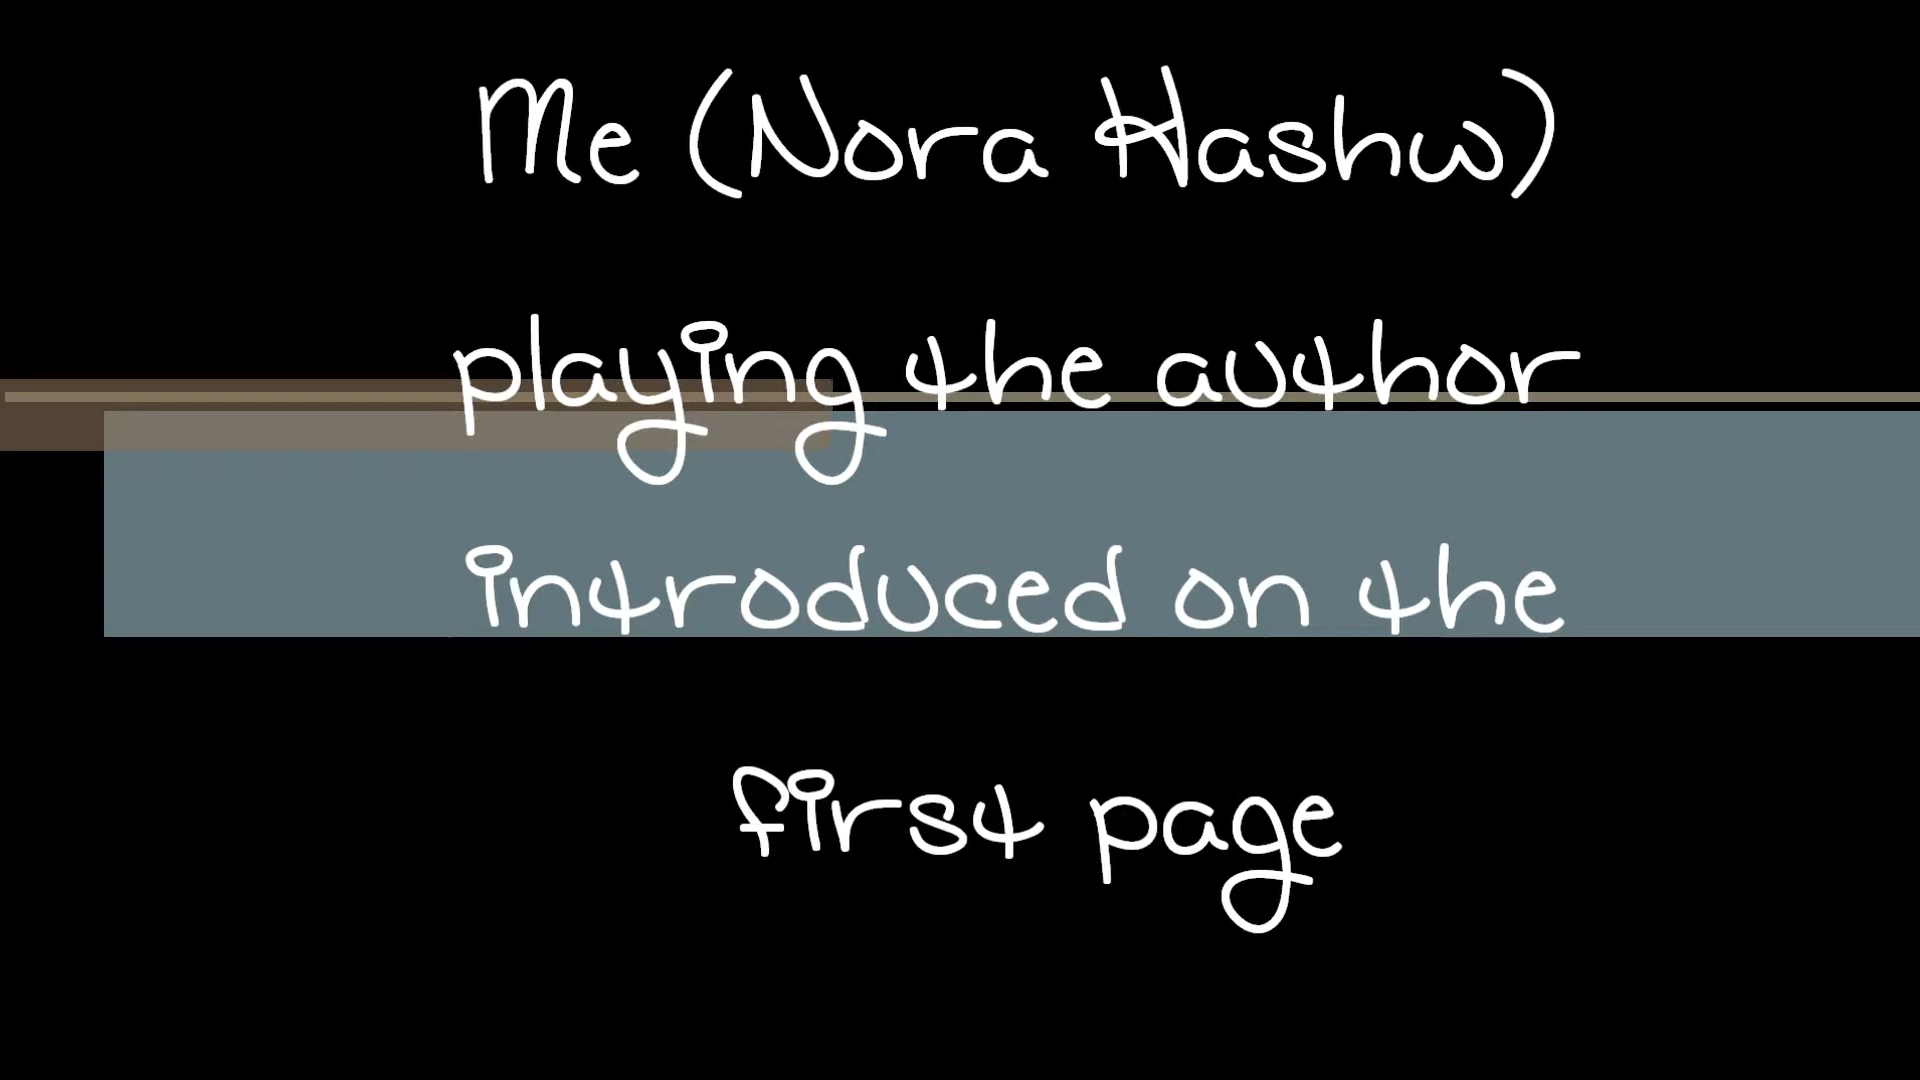 Me (Nora Hashw)
playing the author
introduced on the
first page